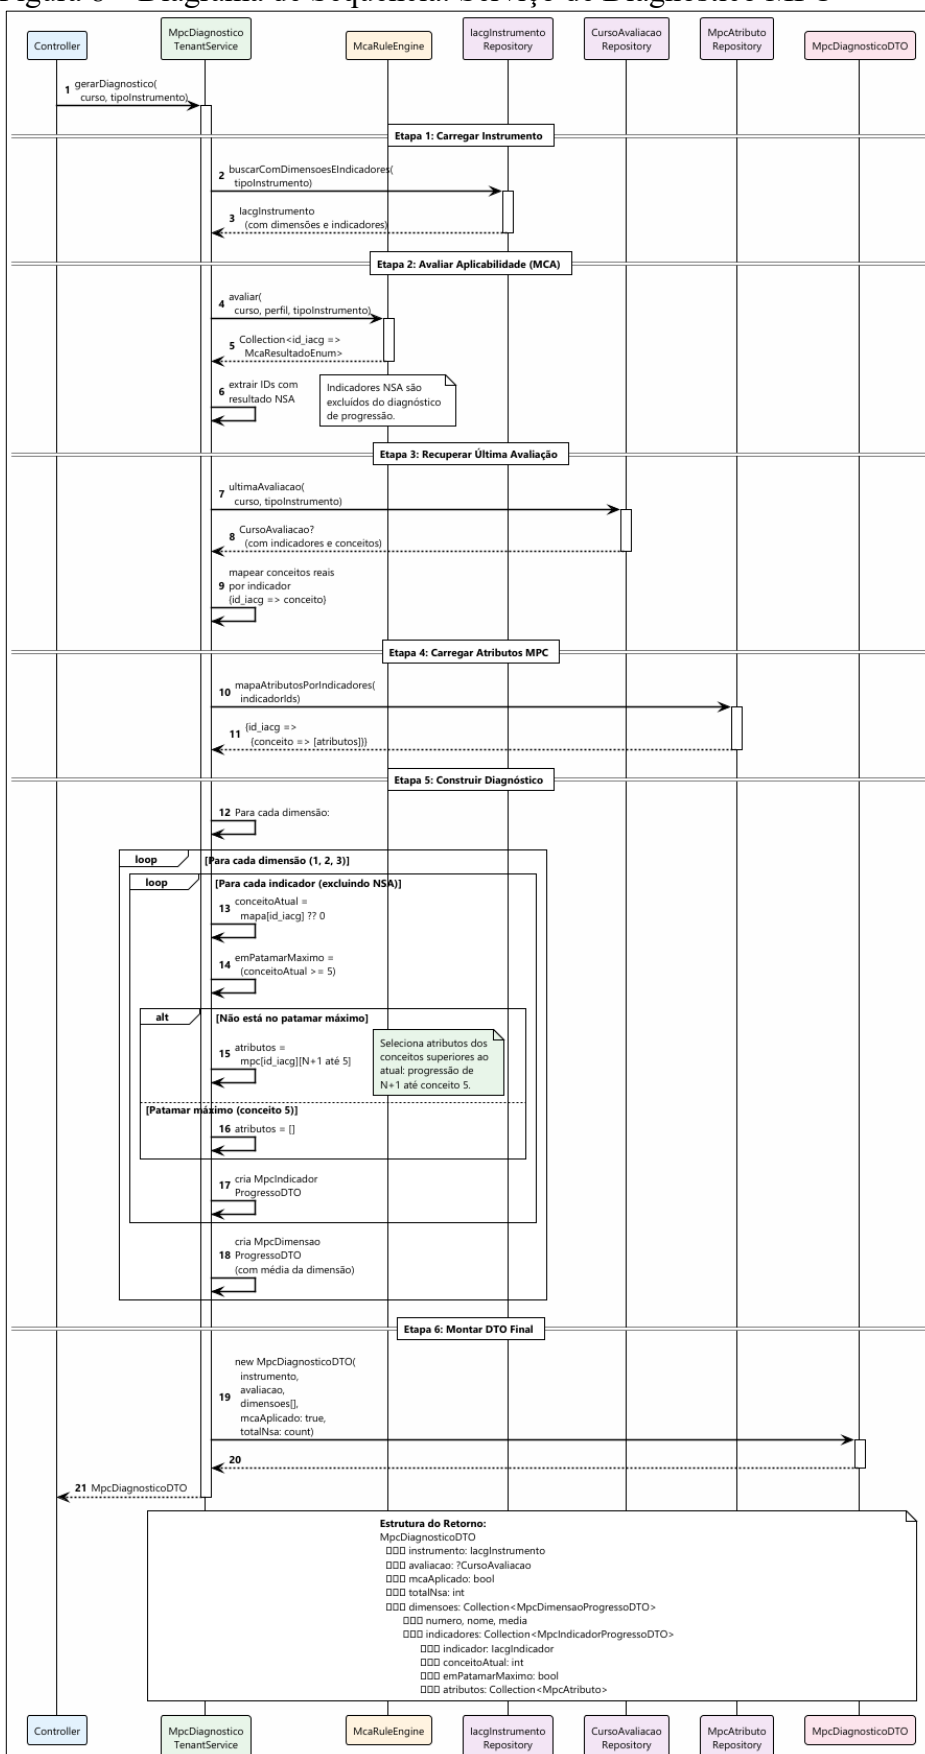 Figura 8 – Diagrama de Sequência: Serviço de Diagnóstico MPC
Controller
MpcDiagnostico
TenantService
McaRuleEngine
IacgInstrumento
Repository
CursoAvaliacao
Repository
MpcAtributo
Repository
MpcDiagnosticoDTO
1 gerarDiagnostico(
curso, tipoInstrumento)
Etapa 1: Carregar Instrumento
2 buscarComDimensoesEIndicadores(
tipoInstrumento)
3 IacgInstrumento
(com dimensões e indicadores)
Etapa 2: Avaliar Aplicabilidade (MCA)
4 avaliar(
curso, perfil, tipoInstrumento)
5 Collection<id_iacg =>
McaResultadoEnum>
6 extrair IDs com
resultado NSA
Indicadores NSA são
excluídos do diagnóstico
de progressão.
Etapa 3: Recuperar Última Avaliação
7 ultimaAvaliacao(
curso, tipoInstrumento)
8 CursoAvaliacao?
(com indicadores e conceitos)
9 mapear conceitos reais
por indicador
{id_iacg => conceito}
Etapa 4: Carregar Atributos MPC
10 mapaAtributosPorIndicadores(
indicadorIds)
11 {id_iacg =>
{conceito => [atributos]}}
Etapa 5: Construir Diagnóstico
12 Para cada dimensão:
loop [Para cada dimensão (1, 2, 3)]
loop [Para cada indicador (excluindo NSA)]
13 conceitoAtual =
mapa[id_iacg] ?? 0
14 emPatamarMaximo =
(conceitoAtual >= 5)
alt [Não está no patamar máximo]
15 atributos =
mpc[id_iacg][N+1 até 5]
Seleciona atributos dos
conceitos superiores ao
atual: progressão de
N+1 até conceito 5.
[Patamar máximo (conceito 5)]
16 atributos = []
17 cria MpcIndicador
ProgressoDTO
18 cria MpcDimensao
ProgressoDTO
(com média da dimensão)
Etapa 6: Montar DTO Final
19 new MpcDiagnosticoDTO(
instrumento,
avaliacao,
dimensoes[],
mcaAplicado: true,
totalNsa: count)
20
21 MpcDiagnosticoDTO
Estrutura do Retorno:
MpcDiagnosticoDTO
□□□ instrumento: IacgInstrumento
□□□ avaliacao: ?CursoAvaliacao
□□□ mcaAplicado: bool
□□□ totalNsa: int
□□□ dimensoes: Collection<MpcDimensaoProgressoDTO>
□□□ numero, nome, media
□□□ indicadores: Collection<MpcIndicadorProgressoDTO>
□□□ indicador: IacgIndicador
□□□ conceitoAtual: int
□□□ emPatamarMaximo: bool
□□□ atributos: Collection<MpcAtributo>
Controller
MpcDiagnostico
TenantService
McaRuleEngine
IacgInstrumento
Repository
CursoAvaliacao
Repository
MpcAtributo
Repository
MpcDiagnosticoDTO